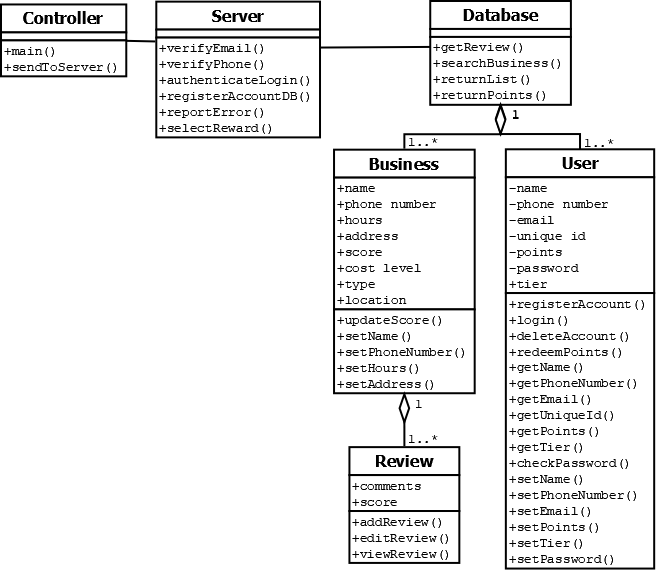 Controller
+main()
+sendToServer()
Server
+verifyEmail()
+verifyPhone()
+authenticateLogin()
+registerAccountDB()
+reportError()
+selectReward()
Database
+getReview()
+searchBusiness()
+returnList()
+returnPoints()
1
1..*
1..*
Business
+name
+phone number
+hours
+address
+score
+cost level
+type
+location
+updateScore()
+setName()
+setPhoneNumber()
+setHours()
+setAddress()
1
1..*
Review
+comments
+score
+addReview()
+editReview()
+viewReview()
User
-name
-phone number
-email
-unique id
-points
-password
+tier
+registerAccount()
+login()
+deleteAccount()
+redeemPoints()
+getName()
+getPhoneNumber()
+getEmail()
+getUniqueId()
+getPoints()
+getTier()
+checkPassword()
+setName()
+setPhoneNumber()
+setEmail()
+setPoints()
+setTier()
+setPassword()